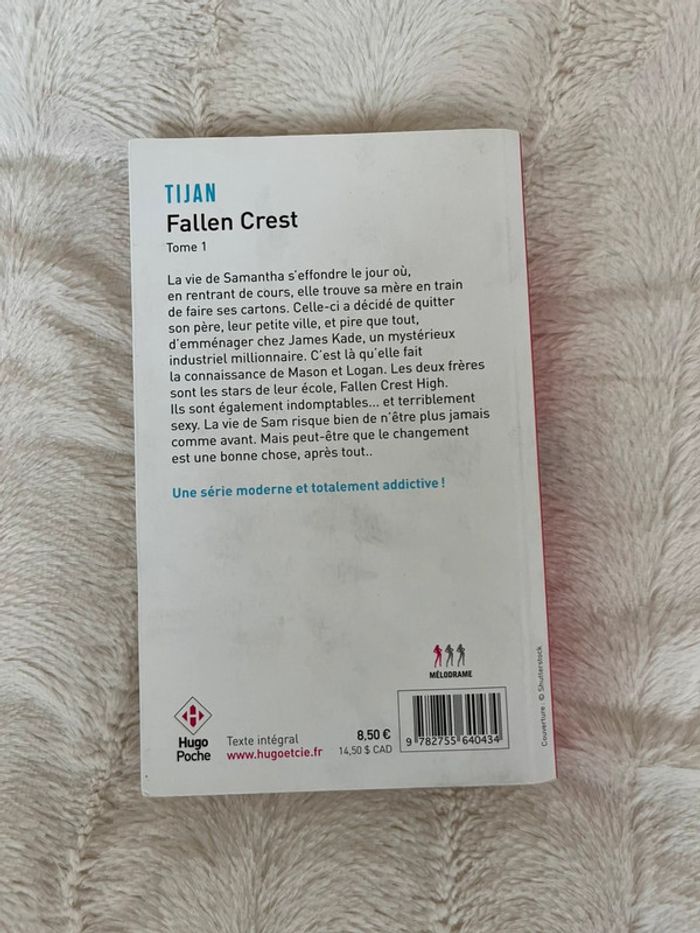 TIJAN
Fallen Crest
Tome 1
La vie de Samantha s'effondre le jour où,
en rentrant de cours, elle trouve sa mère en train
de faire ses cartons. Celle-ci a décidé de quitter
son père, leur petite ville, et pire que tout,
d'emménager chez James Kade, un mystérieux
industriel millionnaire. C'est là qu'elle fait
la connaissance de Mason et Logan. Les deux frères
sont les stars de leur école, Fallen Crest High.
Ils sont également indomptables... et terriblement
sexy. La vie de Sam risque bien de n'être plus jamais
comme avant. Mais peut-être que le changement
est une bonne chose, après tout..
Une série moderne et totalement addictive !
MÉLODRAME
Hugo
Poche
Texte intégral
www.hugoetcie.fr
8.50 €
14,50 $ CAD
9 782755 640434
Couverture : © Shutterstock